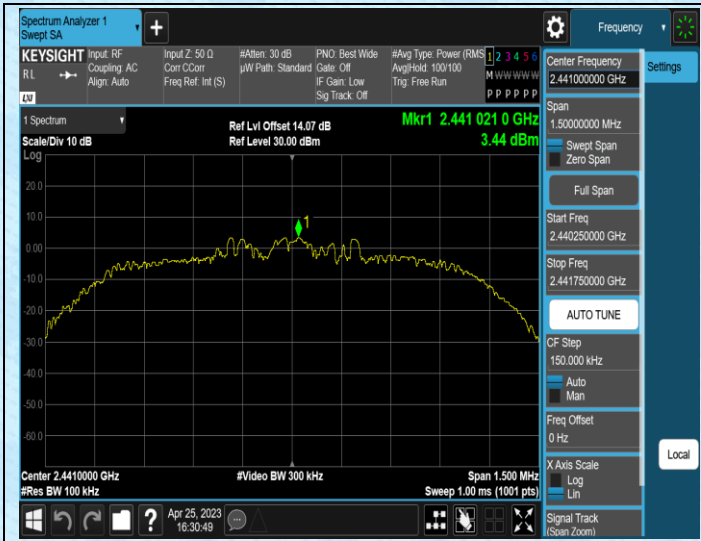 Spectrum Analyzer 1
Swept SA
+
Frequency
KEYSIGHT
RL
LXI
Input: RF
Coupling: AC
Align: Auto
Input Z: 50 Ω
Corr CCorr
Freq Ref: Int (S)
#Atten: 30 dB
µW Path: Standard
PNO: Best Wide
Gate: Off
IF Gain: Low
Sig Track: Off
#Avg Type: Power (RMS
Avg|Hold: 100/100
Trig: Free Run
1 2 3 4 5 6
M W W W W W
P P P P P P
1 Spectrum
Scale/Div 10 dB
Log
Ref Lvl Offset 14.07 dB
Ref Level 30.00 dBm
Mkr1 2.441 021 0 GHz
3.44 dBm
20.0
10.0
0.00
-10.0
-20.0
-30.0
-40.0
-50.0
-60.0
1
Center 2.4410000 GHz
#Res BW 100 kHz
#Video BW 300 kHz
Span 1.500 MHz
Sweep 1.00 ms (1001 pts)
?
Apr 25, 2023
16:30:49
Center Frequency
2.441000000 GHz
Span
1.50000000 MHz
Swept Span
Zero Span
Full Span
Start Freq
2.440250000 GHz
Stop Freq
2.441750000 GHz
AUTO TUNE
CF Step
150.000 kHz
Auto
Man
Freq Offset
0 Hz
X Axis Scale
Log
Lin
Signal Track
(Span Zoom)
Settings
Local